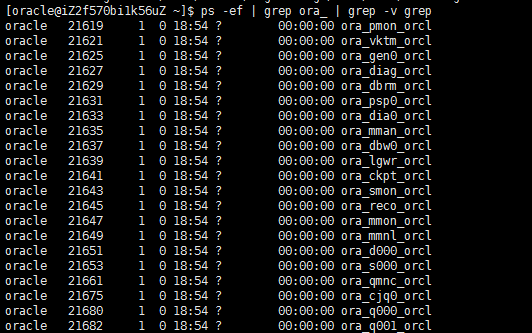 [oracle@iZ2f570bi1k56uZ ~]$ ps -ef | grep ora_ | grep -v grep
oracle   21619     1  0 18:54 ?        00:00:00 ora_pmon_orcl
oracle   21621     1  0 18:54 ?        00:00:00 ora_vktm_orcl
oracle   21625     1  0 18:54 ?        00:00:00 ora_gen0_orcl
oracle   21627     1  0 18:54 ?        00:00:00 ora_diag_orcl
oracle   21629     1  0 18:54 ?        00:00:00 ora_dbrm_orcl
oracle   21631     1  0 18:54 ?        00:00:00 ora_psp0_orcl
oracle   21633     1  0 18:54 ?        00:00:00 ora_dia0_orcl
oracle   21635     1  0 18:54 ?        00:00:00 ora_mman_orcl
oracle   21637     1  0 18:54 ?        00:00:00 ora_dbw0_orcl
oracle   21639     1  0 18:54 ?        00:00:00 ora_lgwr_orcl
oracle   21641     1  0 18:54 ?        00:00:00 ora_ckpt_orcl
oracle   21643     1  0 18:54 ?        00:00:00 ora_smon_orcl
oracle   21645     1  0 18:54 ?        00:00:00 ora_reco_orcl
oracle   21647     1  0 18:54 ?        00:00:00 ora_mmon_orcl
oracle   21649     1  0 18:54 ?        00:00:00 ora_mmnl_orcl
oracle   21651     1  0 18:54 ?        00:00:00 ora_d000_orcl
oracle   21653     1  0 18:54 ?        00:00:00 ora_s000_orcl
oracle   21661     1  0 18:54 ?        00:00:00 ora_qmnc_orcl
oracle   21675     1  0 18:54 ?        00:00:00 ora_cjq0_orcl
oracle   21680     1  0 18:54 ?        00:00:00 ora_q000_orcl
oracle   21682     1  0 18:54 ?        00:00:00 ora_q001_orcl